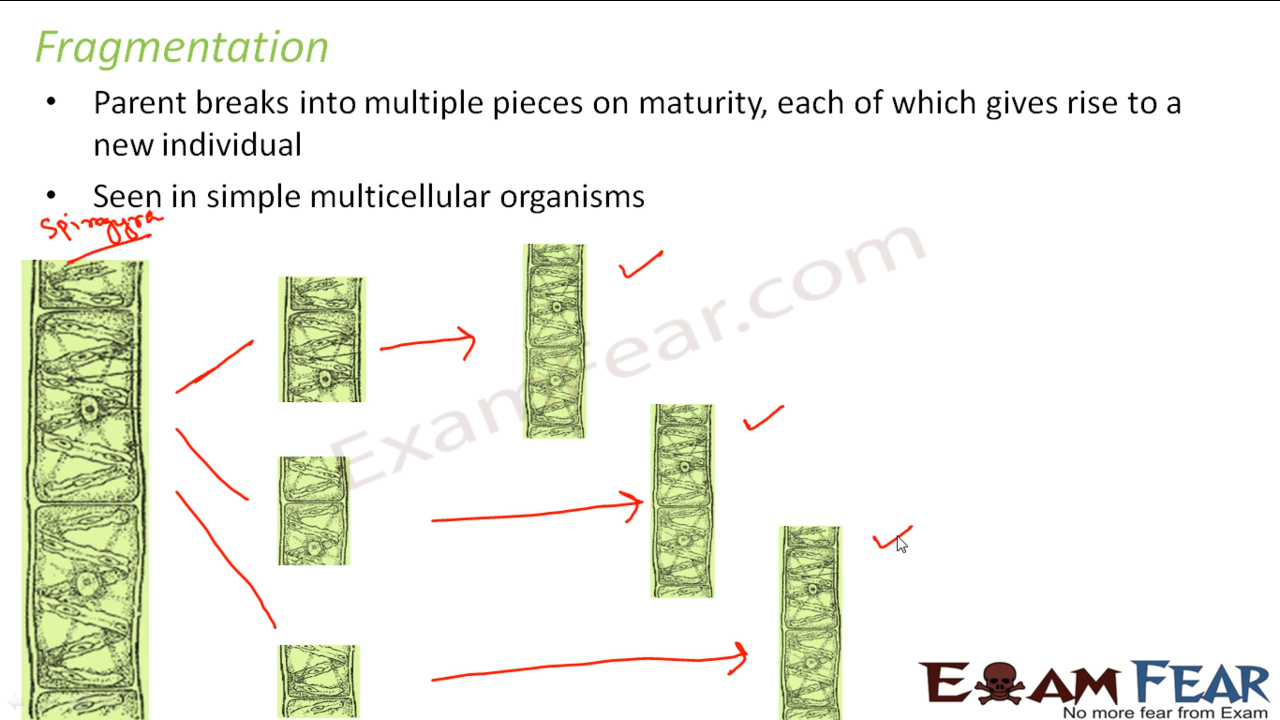 Fragmentation
• Parent breaks into multiple pieces on maturity, each of which gives rise to a
new individual
• Seen in simple multicellular organisms
Spirogyra
ExamFear.com
EXAM FEAR
No more fear from Exam